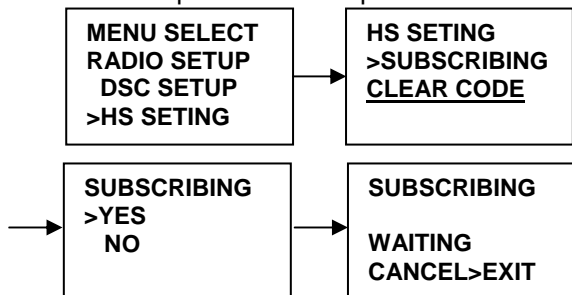 MENU SELECT
RADIO SETUP
DSC SETUP
>HS SETING
HS SETING
>SUBSCRIBING
CLEAR CODE
SUBSCRIBING
>YES
NO
SUBSCRIBING
WAITING
CANCEL>EXIT